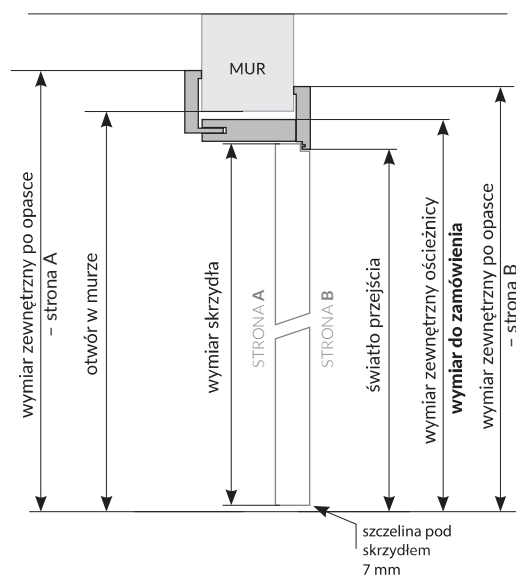 MUR
wymiar zewnętrzny po opasce
– strona A
otwór w murze
wymiar skrzydła
STRONA A
STRONA B
światło przejścia
wymiar zewnętrzny ościeżnicy
wymiar do zamówienia
wymiar zewnętrzny po opasce
– strona B
szczelina pod
skrzydłem
7 mm